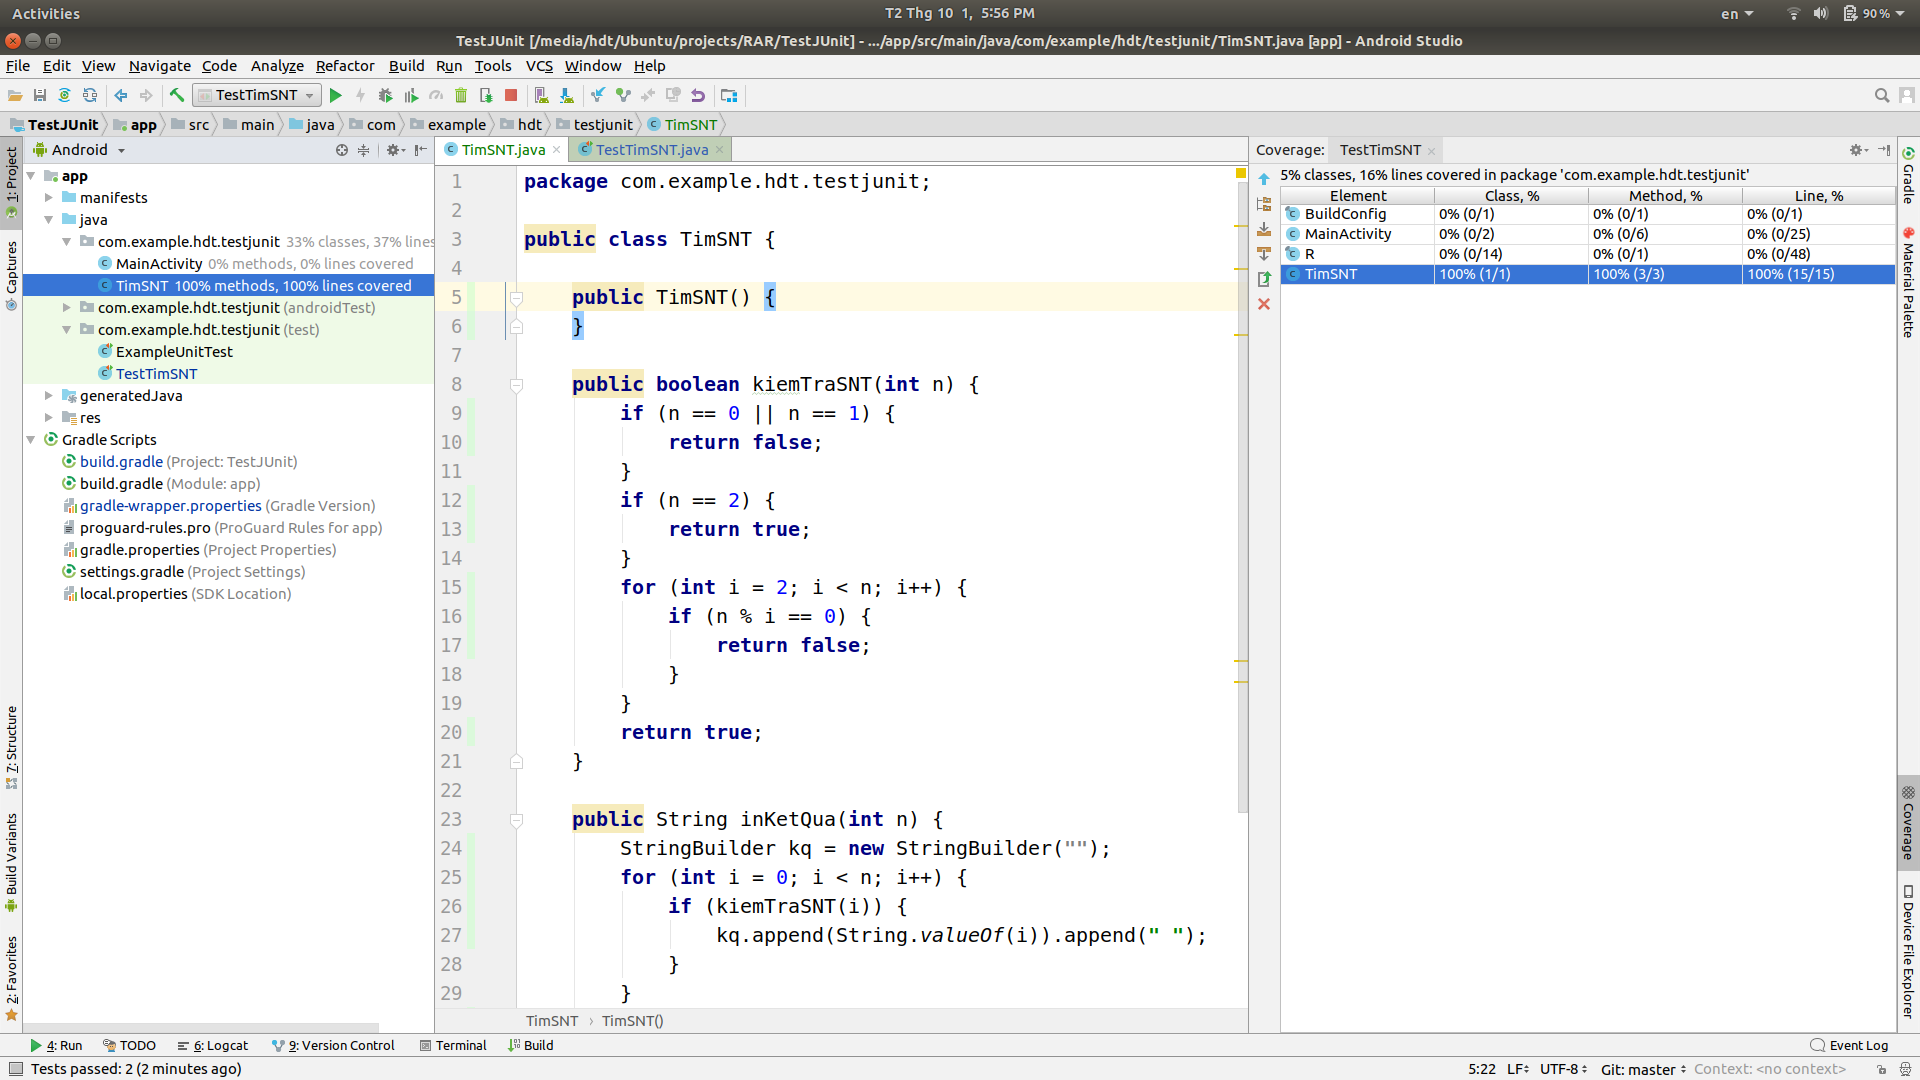 Activities
T2 Thg 10 1, 5:56 PM
en
90 %
TestJUnit [/media/hdt/Ubuntu/projects/RAR/TestJUnit] - .../app/src/main/java/com/example/hdt/testjunit/TimSNT.java [app] - Android Studio
File Edit View Navigate Code Analyze Refactor Build Run Tools VCS Window Help
TestTimSNT
TestJUnit app src main java com example hdt testjunit TimSNT
1: Project
Captures
7: Structure
Build Variants
2: Favorites
Android
app
manifests
java
com.example.hdt.testjunit 33% classes, 37% lines
MainActivity 0% methods, 0% lines covered
TimSNT 100% methods, 100% lines covered
com.example.hdt.testjunit (androidTest)
com.example.hdt.testjunit (test)
ExampleUnitTest
TestTimSNT
generatedJava
res
Gradle Scripts
build.gradle (Project: TestJUnit)
build.gradle (Module: app)
gradle-wrapper.properties (Gradle Version)
proguard-rules.pro (ProGuard Rules for app)
gradle.properties (Project Properties)
settings.gradle (Project Settings)
local.properties (SDK Location)
TimSNT.java TestTimSNT.java
1 package com.example.hdt.testjunit;
2
3 public class TimSNT {
4
5 public TimSNT() {
6 }
7
8 public boolean kiemTraSNT(int n) {
9 if (n == 0 || n == 1) {
10 return false;
11 }
12 if (n == 2) {
13 return true;
14 }
15 for (int i = 2; i < n; i++) {
16 if (n % i == 0) {
17 return false;
18 }
19 }
20 return true;
21 }
22
23 public String inKetQua(int n) {
24 StringBuilder kq = new StringBuilder("");
25 for (int i = 0; i < n; i++) {
26 if (kiemTraSNT(i)) {
27 kq.append(String.valueOf(i)).append(" ");
28 }
29 }
TimSNT › TimSNT()
Coverage: TestTimSNT
5% classes, 16% lines covered in package 'com.example.hdt.testjunit'
Element Class, % Method, % Line, %
BuildConfig 0% (0/1) 0% (0/1) 0% (0/1)
MainActivity 0% (0/2) 0% (0/6) 0% (0/25)
R 0% (0/14) 0% (0/1) 0% (0/48)
TimSNT 100% (1/1) 100% (3/3) 100% (15/15)
Gradle
Material Palette
Coverage
Device File Explorer
4: Run TODO 6: Logcat 9: Version Control Terminal Build Event Log
Tests passed: 2 (2 minutes ago) 5:22 LF UTF-8 Git: master Context: <no context>